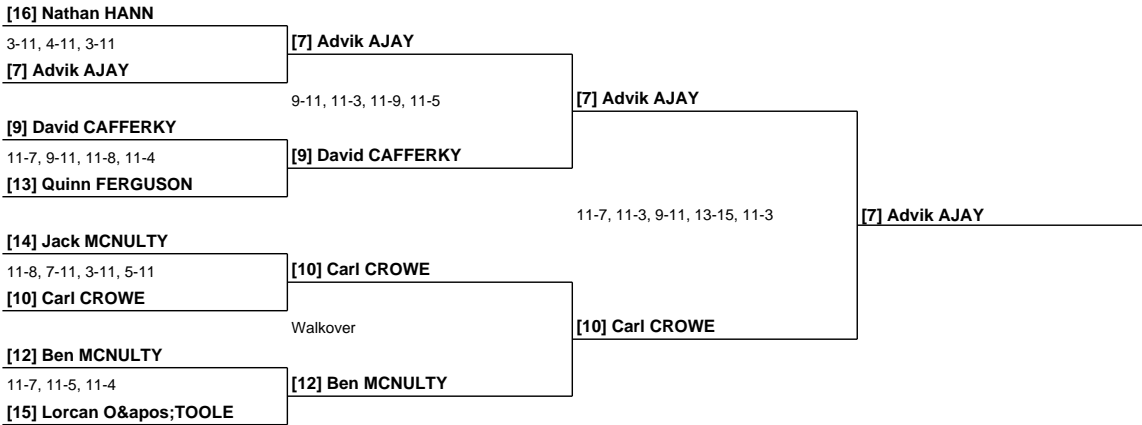 [16] Nathan HANN
3-11, 4-11, 3-11
[7] Advik AJAY
[7] Advik AJAY
9-11, 11-3, 11-9, 11-5
[7] Advik AJAY
[9] David CAFFERKY
11-7, 9-11, 11-8, 11-4
[9] David CAFFERKY
[13] Quinn FERGUSON
11-7, 11-3, 9-11, 13-15, 11-3
[7] Advik AJAY
[14] Jack MCNULTY
11-8, 7-11, 3-11, 5-11
[10] Carl CROWE
[10] Carl CROWE
Walkover
[10] Carl CROWE
[12] Ben MCNULTY
11-7, 11-5, 11-4
[12] Ben MCNULTY
[15] Lorcan O&apos;TOOLE